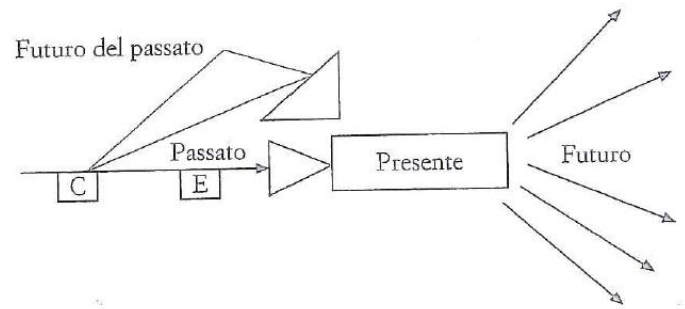 Futuro del passato
Passato
Presente
Futuro
C
E